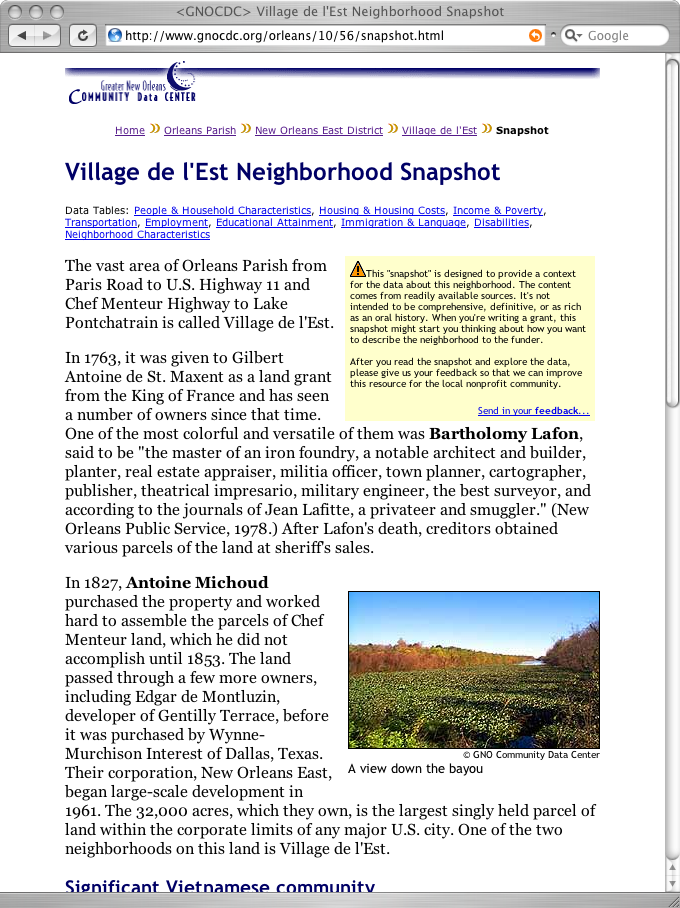 <GNOCDC> Village de l'Est Neighborhood Snapshot
http://www.gnocdc.org/orleans/10/56/snapshot.html
Google
Greater New Orleans
COMMUNITY DATA CENTER
Home » Orleans Parish » New Orleans East District » Village de l'Est » Snapshot
Village de l'Est Neighborhood Snapshot
Data Tables: People & Household Characteristics, Housing & Housing Costs, Income & Poverty,
Transportation, Employment, Educational Attainment, Immigration & Language, Disabilities,
Neighborhood Characteristics
The vast area of Orleans Parish from
Paris Road to U.S. Highway 11 and
Chef Menteur Highway to Lake
Pontchatrain is called Village de l'Est.
This "snapshot" is designed to provide a context
for the data about this neighborhood. The content
comes from readily available sources. It's not
intended to be comprehensive, definitive, or as rich
as an oral history. When you're writing a grant, this
snapshot might start you thinking about how you want
to describe the neighborhood to the funder.
After you read the snapshot and explore the data,
please give us your feedback so that we can improve
this resource for the local nonprofit community.
Send in your feedback...
In 1763, it was given to Gilbert
Antoine de St. Maxent as a land grant
from the King of France and has seen
a number of owners since that time.
One of the most colorful and versatile of them was Bartholomy Lafon,
said to be "the master of an iron foundry, a notable architect and builder,
planter, real estate appraiser, militia officer, town planner, cartographer,
publisher, theatrical impresario, military engineer, the best surveyor, and
according to the journals of Jean Lafitte, a privateer and smuggler." (New
Orleans Public Service, 1978.) After Lafon's death, creditors obtained
various parcels of the land at sheriff's sales.
In 1827, Antoine Michoud
purchased the property and worked
hard to assemble the parcels of Chef
Menteur land, which he did not
accomplish until 1853. The land
passed through a few more owners,
including Edgar de Montluzin,
developer of Gentilly Terrace, before
it was purchased by Wynne-
Murchison Interest of Dallas, Texas.
Their corporation, New Orleans East,
began large-scale development in
1961. The 32,000 acres, which they own, is the largest singly held parcel of
land within the corporate limits of any major U.S. city. One of the two
neighborhoods on this land is Village de l'Est.
© GNO Community Data Center
A view down the bayou
Significant Vietnamese community